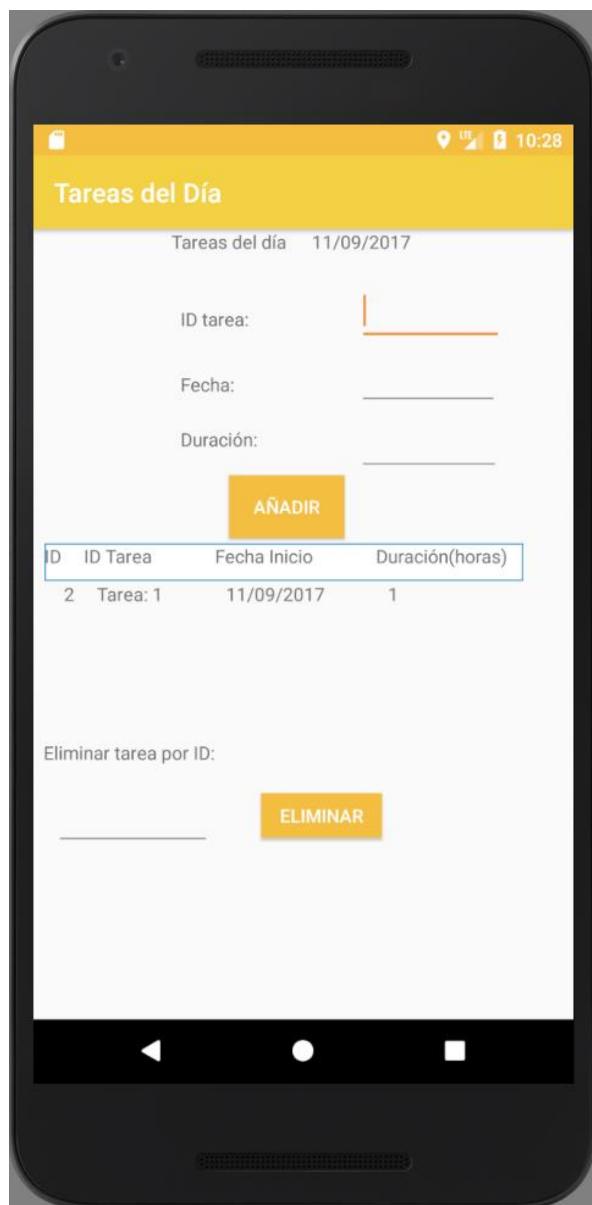 LTE 10:28
Tareas del Día
Tareas del día 11/09/2017
ID tarea:
Fecha:
Duración:
AÑADIR
ID ID Tarea Fecha Inicio Duración(horas)
2 Tarea: 1 11/09/2017 1
Eliminar tarea por ID:
ELIMINAR